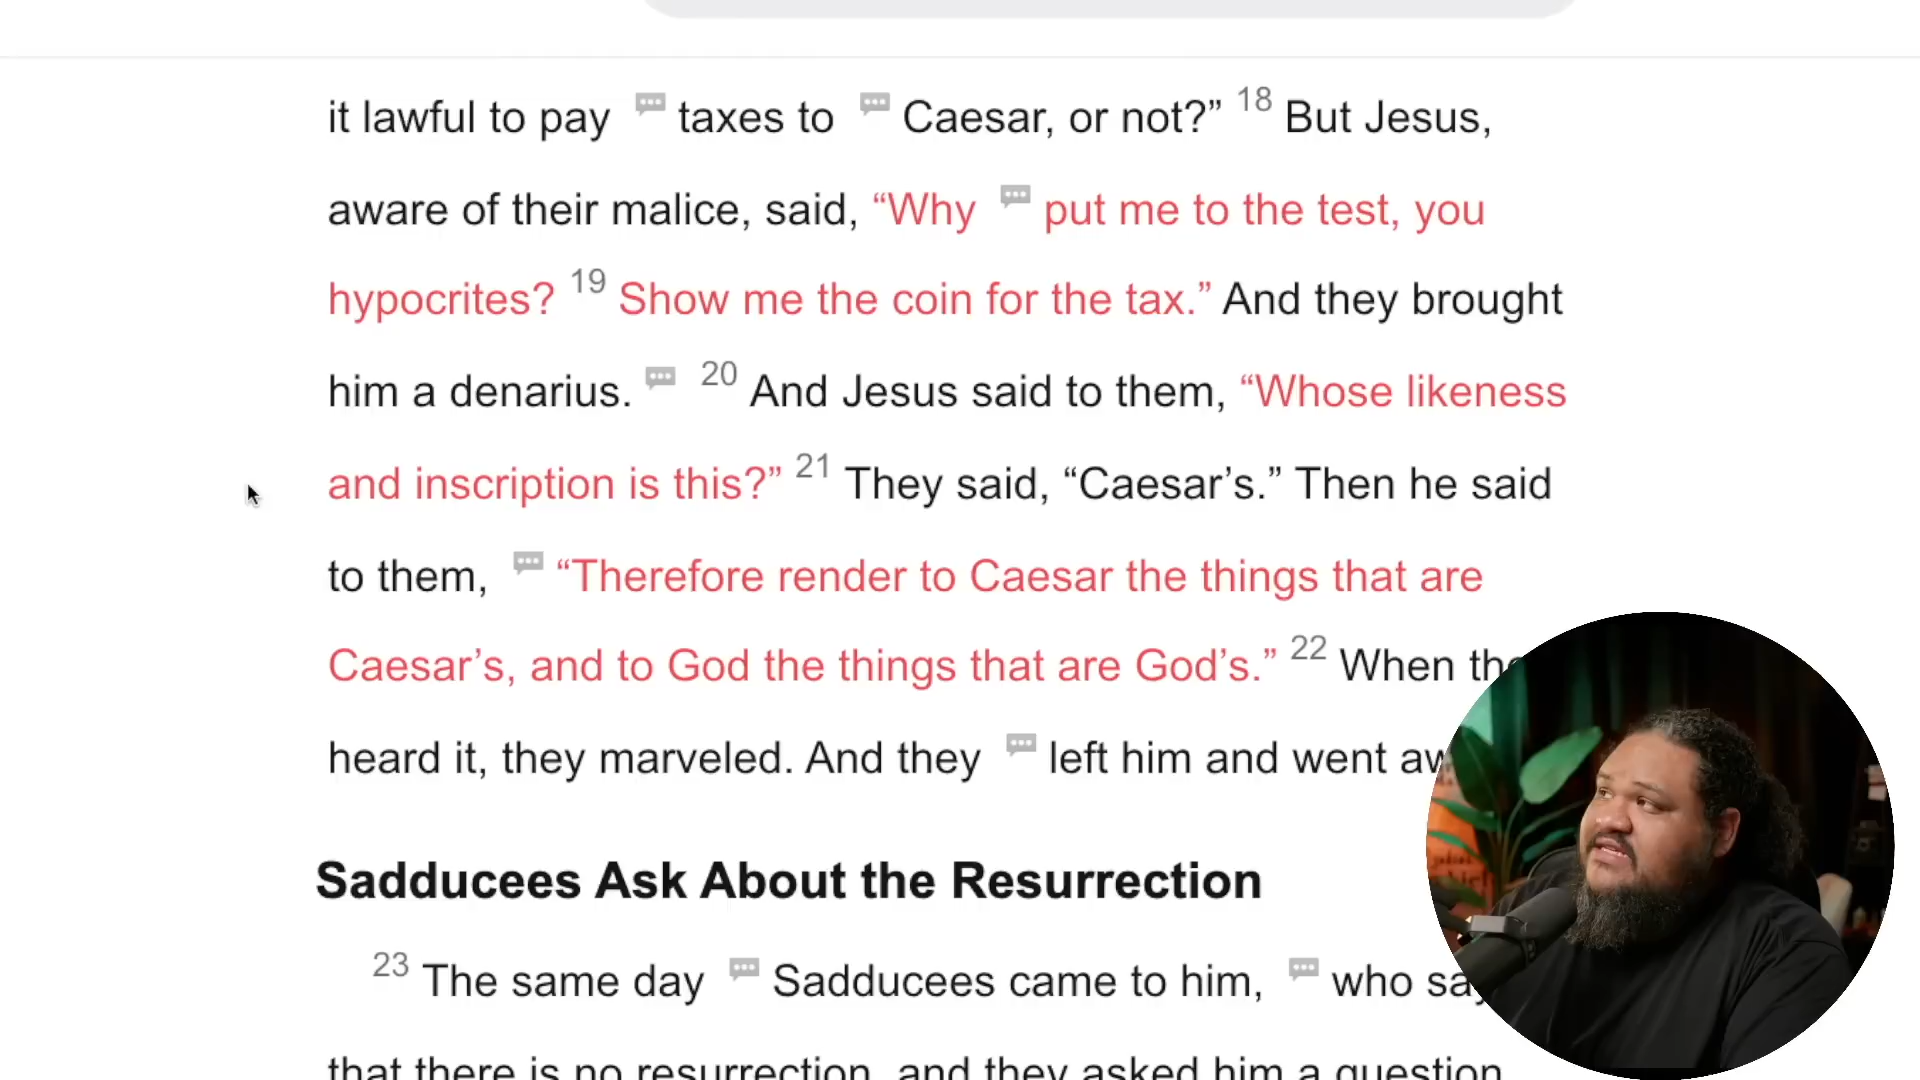 it lawful to pay taxes to Caesar, or not?” 18 But Jesus,
aware of their malice, said, “Why put me to the test, you
hypocrites? 19 Show me the coin for the tax.” And they brought
him a denarius. 20 And Jesus said to them, “Whose likeness
and inscription is this?” 21 They said, “Caesar’s.” Then he said
to them, “Therefore render to Caesar the things that are
Caesar’s, and to God the things that are God’s.” 22 When
heard it, they marveled. And they left him and went
Sadducees Ask About the Resurrection
23 The same day Sadducees came to him, who
that there is no resurrection, and they asked him a question,